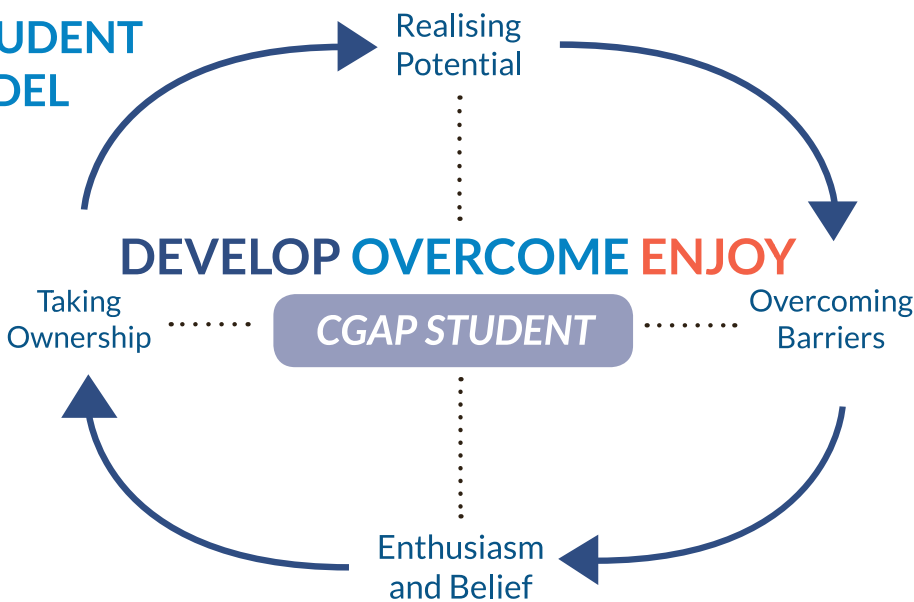 UDENT
DEL
Realising
Potential
DEVELOP OVERCOME ENJOY
Taking
Ownership
CGAP STUDENT
Overcoming
Barriers
Enthusiasm
and Belief